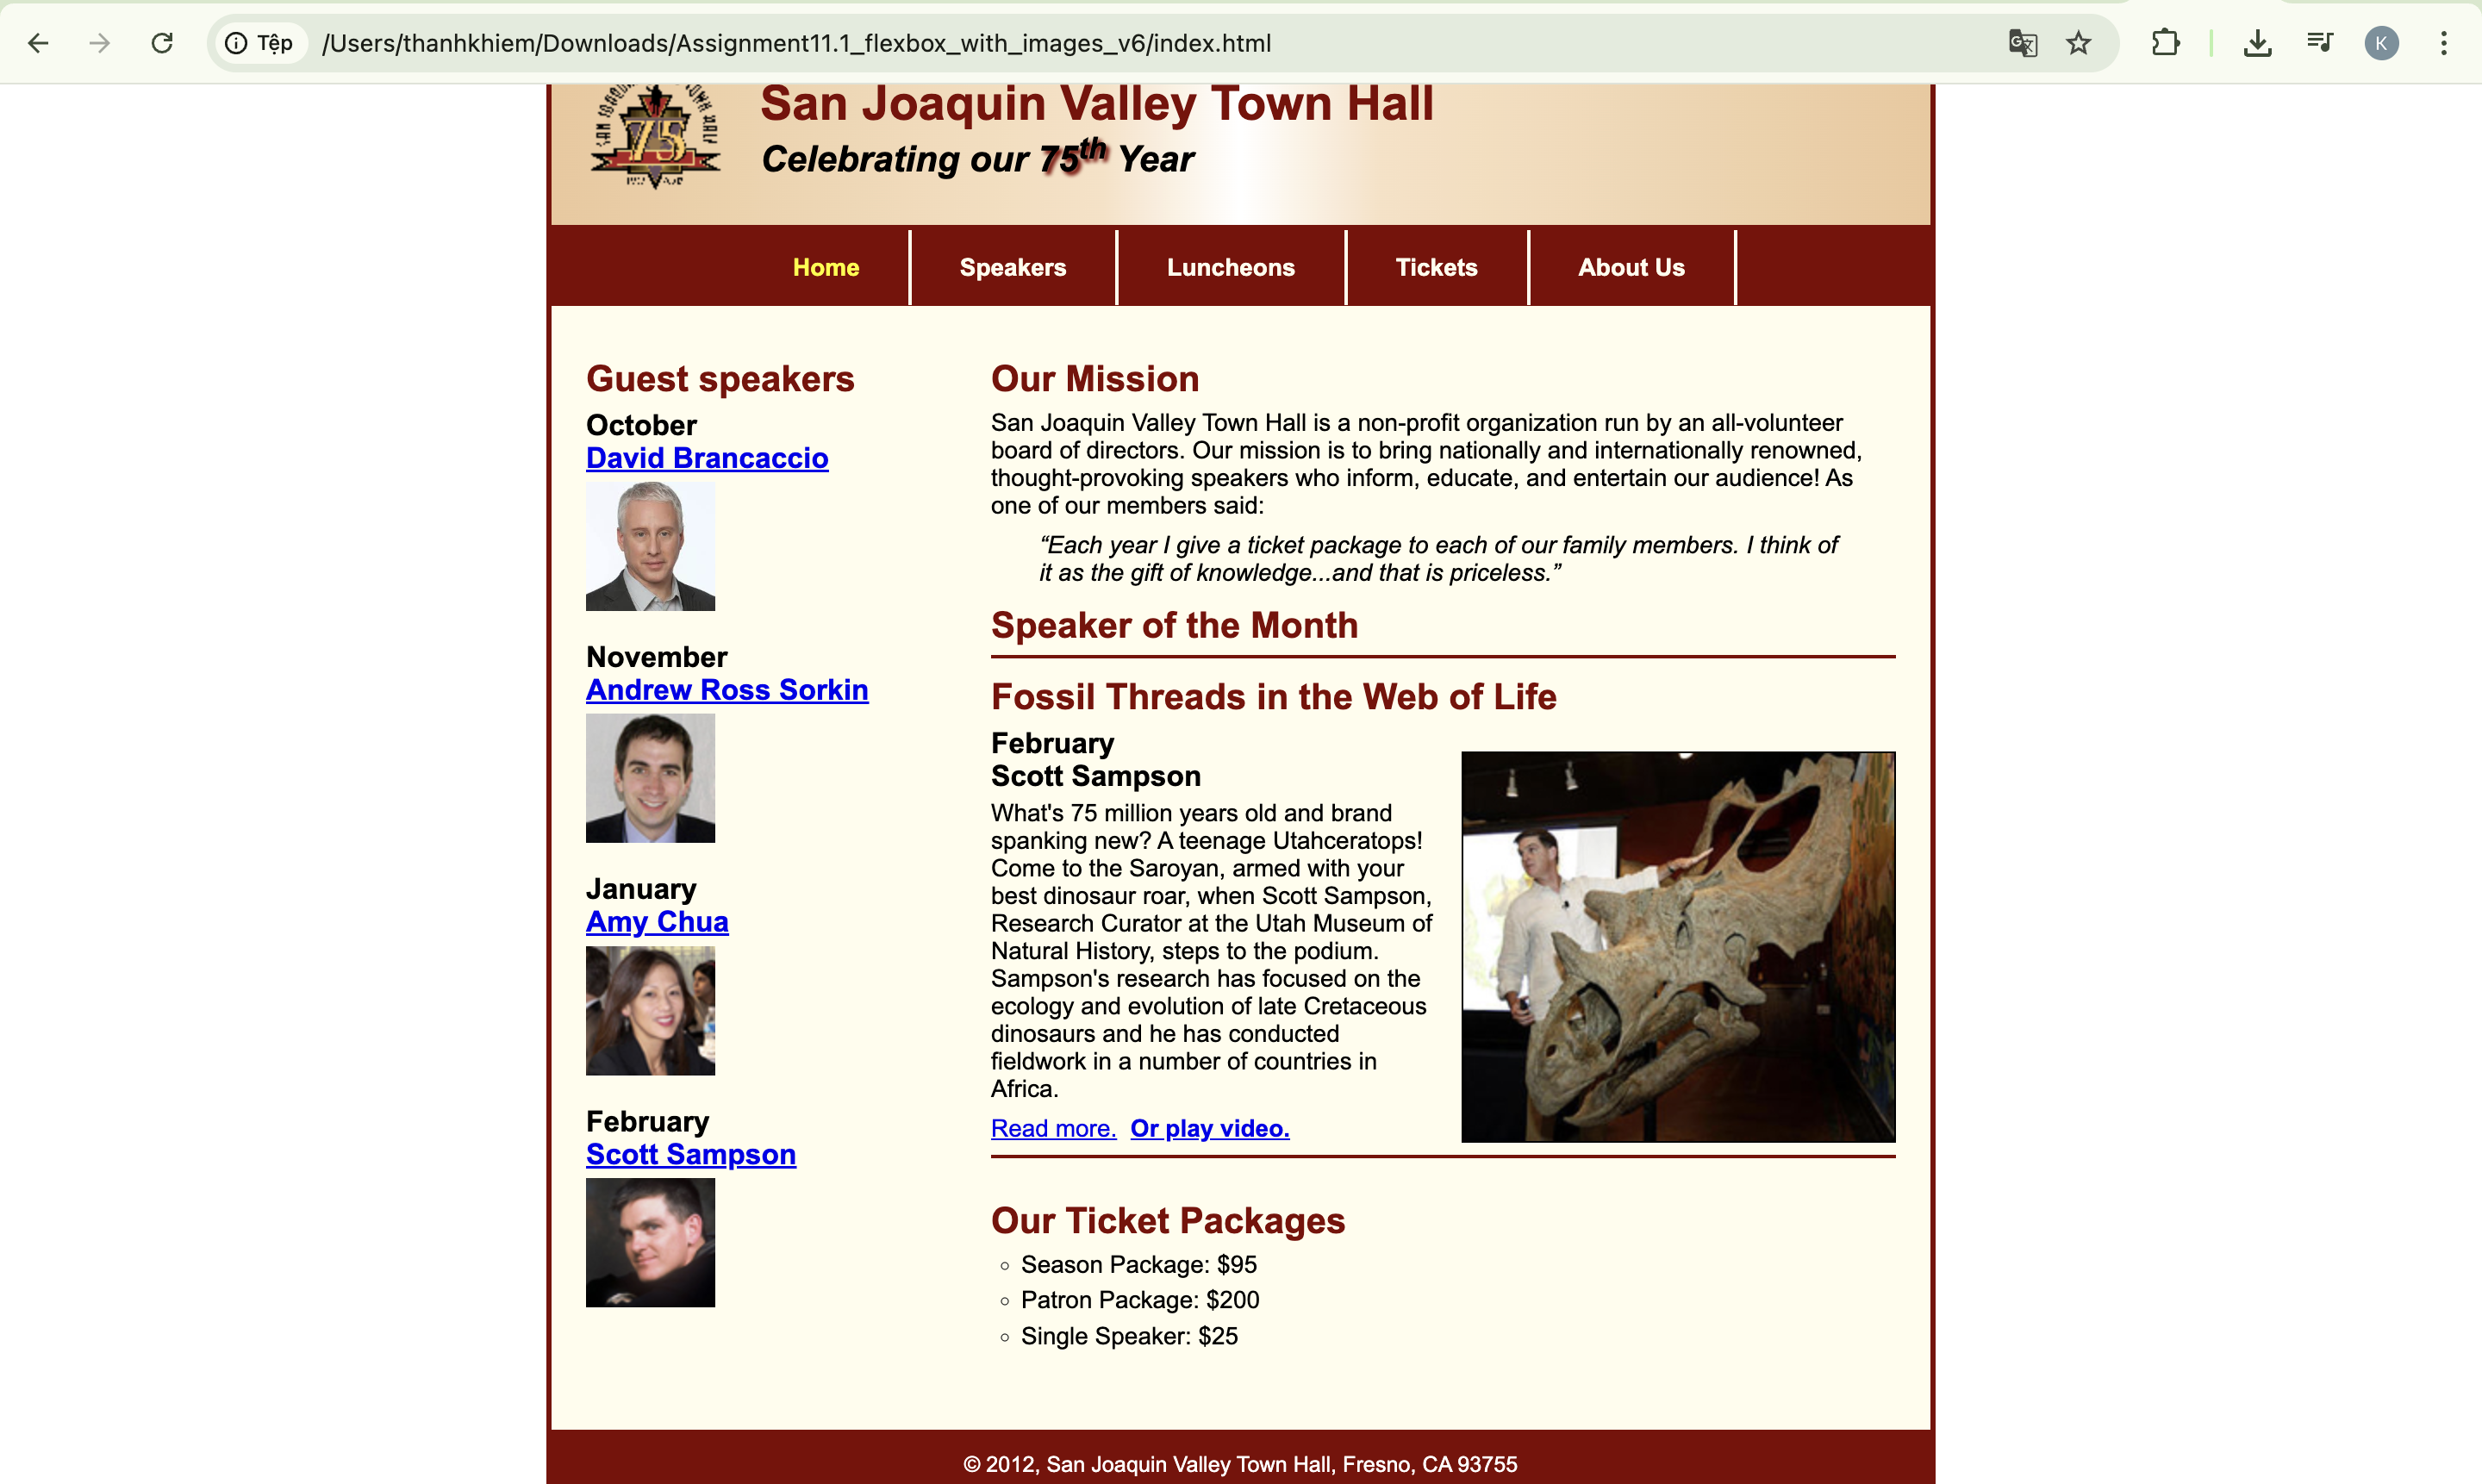 Tệp
/Users/thanhkhiem/Downloads/Assignment11.1_flexbox_with_images_v6/index.html
K
75
San Joaquin Valley Town Hall
Celebrating our 75th Year
Home
Speakers
Luncheons
Tickets
About Us
Guest speakers
October
David Brancaccio
November
Andrew Ross Sorkin
January
Amy Chua
February
Scott Sampson
Our Mission
San Joaquin Valley Town Hall is a non-profit organization run by an all-volunteer
board of directors. Our mission is to bring nationally and internationally renowned,
thought-provoking speakers who inform, educate, and entertain our audience! As
one of our members said:
“Each year I give a ticket package to each of our family members. I think of
it as the gift of knowledge...and that is priceless.”
Speaker of the Month
Fossil Threads in the Web of Life
February
Scott Sampson
What's 75 million years old and brand
spanking new? A teenage Utahceratops!
Come to the Saroyan, armed with your
best dinosaur roar, when Scott Sampson,
Research Curator at the Utah Museum of
Natural History, steps to the podium.
Sampson's research has focused on the
ecology and evolution of late Cretaceous
dinosaurs and he has conducted
fieldwork in a number of countries in
Africa.
Read more. Or play video.
Our Ticket Packages
Season Package: $95
Patron Package: $200
Single Speaker: $25
© 2012, San Joaquin Valley Town Hall, Fresno, CA 93755